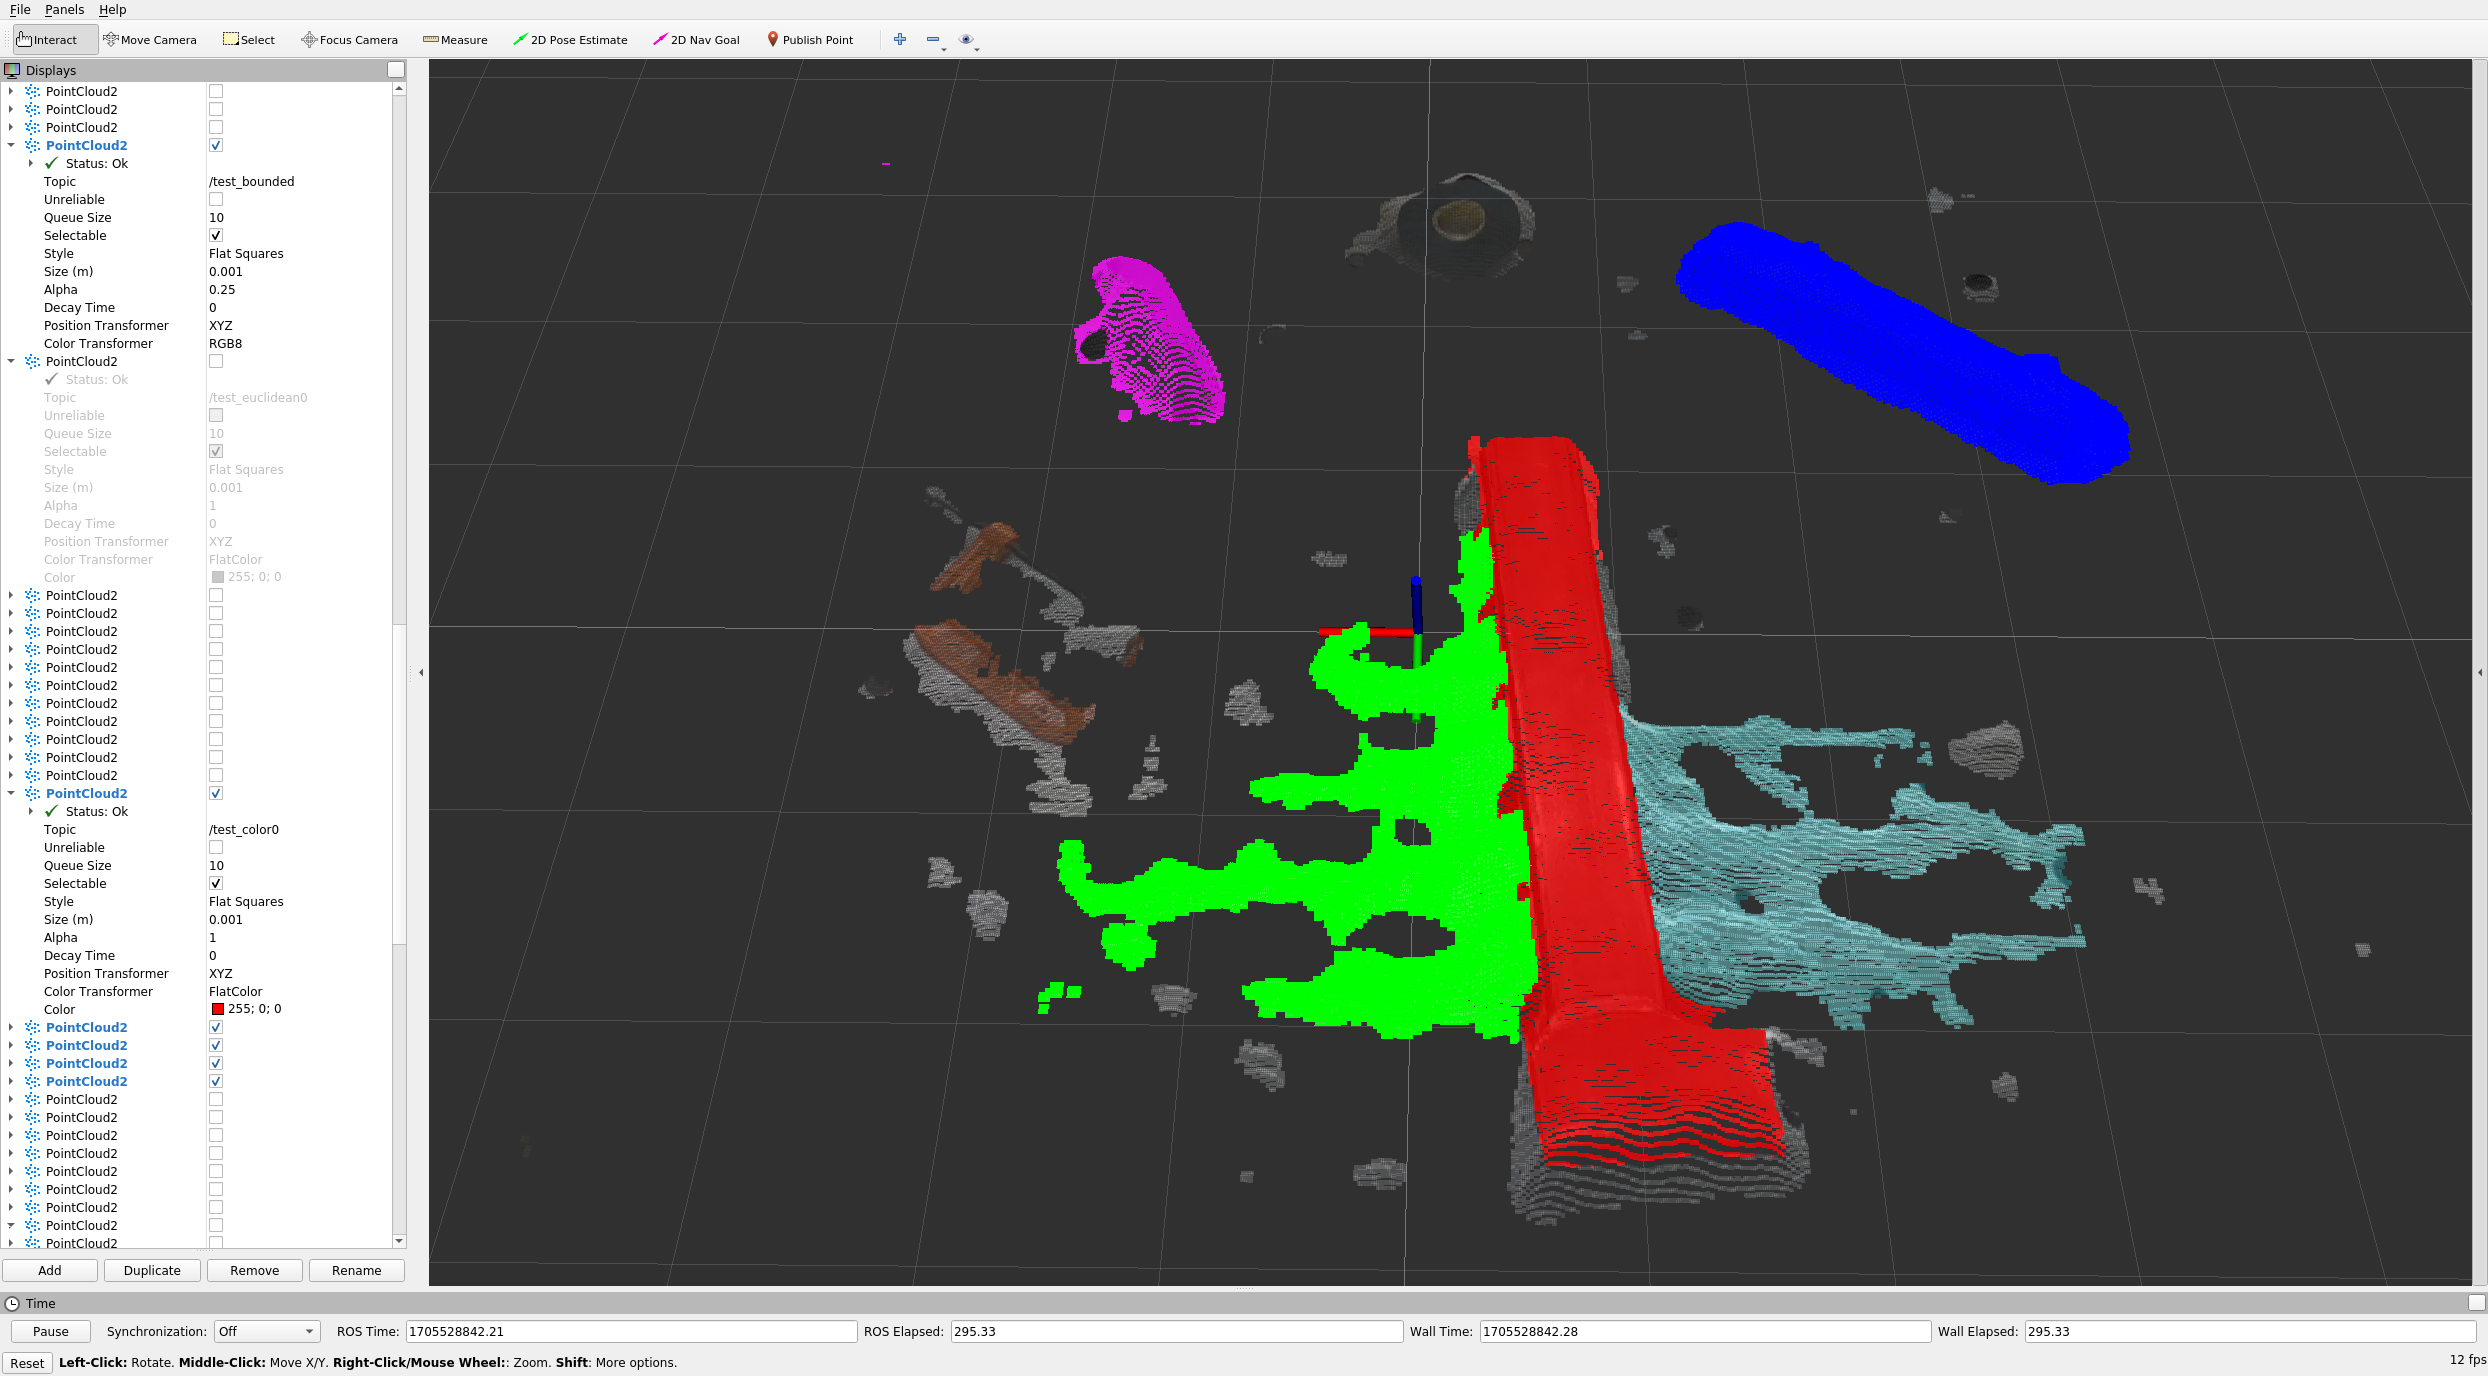 File Panels Help
Interact Move Camera Select Focus Camera Measure 2D Pose Estimate 2D Nav Goal Publish Point
Displays
PointCloud2
PointCloud2
PointCloud2
PointCloud2
Status: Ok
Topic /test_bounded
Unreliable
Queue Size 10
Selectable
Style Flat Squares
Size (m) 0.001
Alpha 0.25
Decay Time 0
Position Transformer XYZ
Color Transformer RGB8
PointCloud2
Status: Ok
Topic /test_euclidean0
Unreliable
Queue Size 10
Selectable
Style Flat Squares
Size (m) 0.001
Alpha 1
Decay Time 0
Position Transformer XYZ
Color Transformer FlatColor
Color 255; 0; 0
PointCloud2
PointCloud2
PointCloud2
PointCloud2
PointCloud2
PointCloud2
PointCloud2
PointCloud2
PointCloud2
PointCloud2
PointCloud2
PointCloud2
Status: Ok
Topic /test_color0
Unreliable
Queue Size 10
Selectable
Style Flat Squares
Size (m) 0.001
Alpha 1
Decay Time 0
Position Transformer XYZ
Color Transformer FlatColor
Color 255; 0; 0
PointCloud2
PointCloud2
PointCloud2
PointCloud2
PointCloud2
PointCloud2
PointCloud2
PointCloud2
PointCloud2
PointCloud2
PointCloud2
PointCloud2
PointCloud2
Add Duplicate Remove Rename
Time
Pause Synchronization: Off ROS Time: 1705528842.21 ROS Elapsed: 295.33 Wall Time: 1705528842.28 Wall Elapsed: 295.33
Reset Left-Click: Rotate. Middle-Click: Move X/Y. Right-Click/Mouse Wheel:: Zoom. Shift: More options. 12 fps